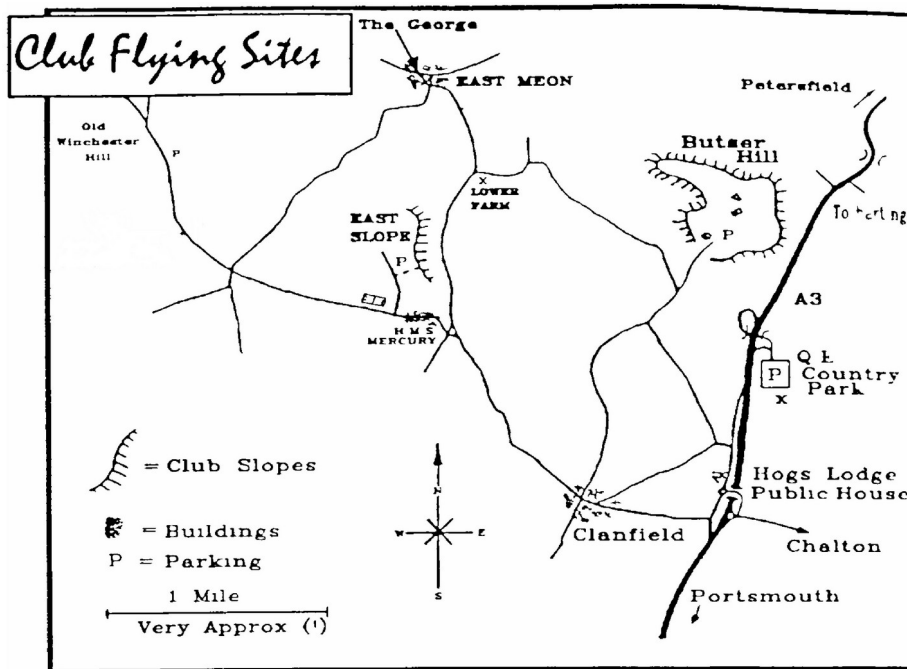 Club Flying Sites
The George
EAST MEON
Petersfield
Old
Winchester
Hill
P
Butser
Hill
x
LOWER
FARM
EAST
SLOPE
P
P
To
A3
H M S
MERCURY
Q E
P Country
Park
x
= Club Slopes
N
Hogs Lodge
Public House
= Buildings
W E
Clanfield
Chalton
P = Parking
1 Mile
S
Portsmouth
Very Approx (!)